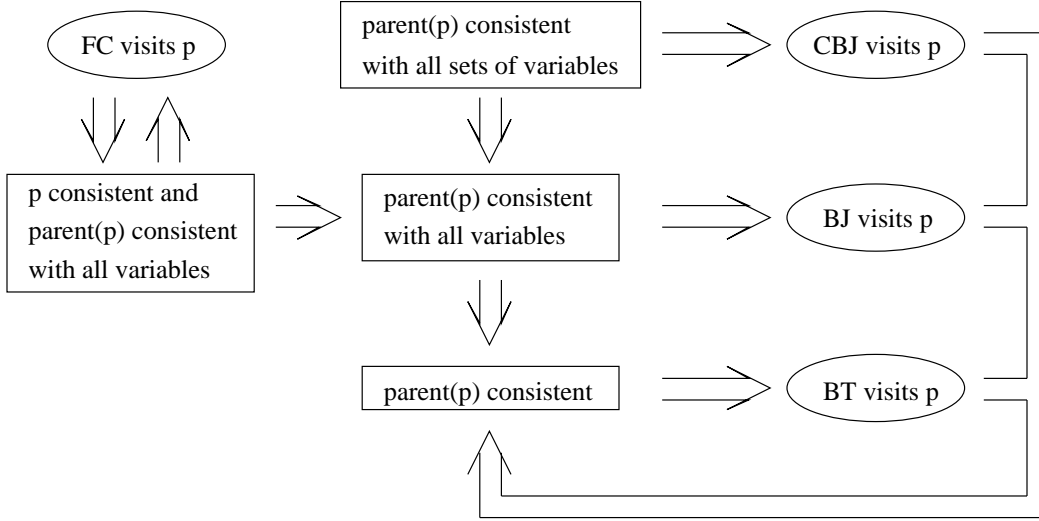 FC visits p
parent(p) consistent
with all sets of variables
CBJ visits p
p consistent and
parent(p) consistent
with all variables
parent(p) consistent
with all variables
BJ visits p
parent(p) consistent
BT visits p